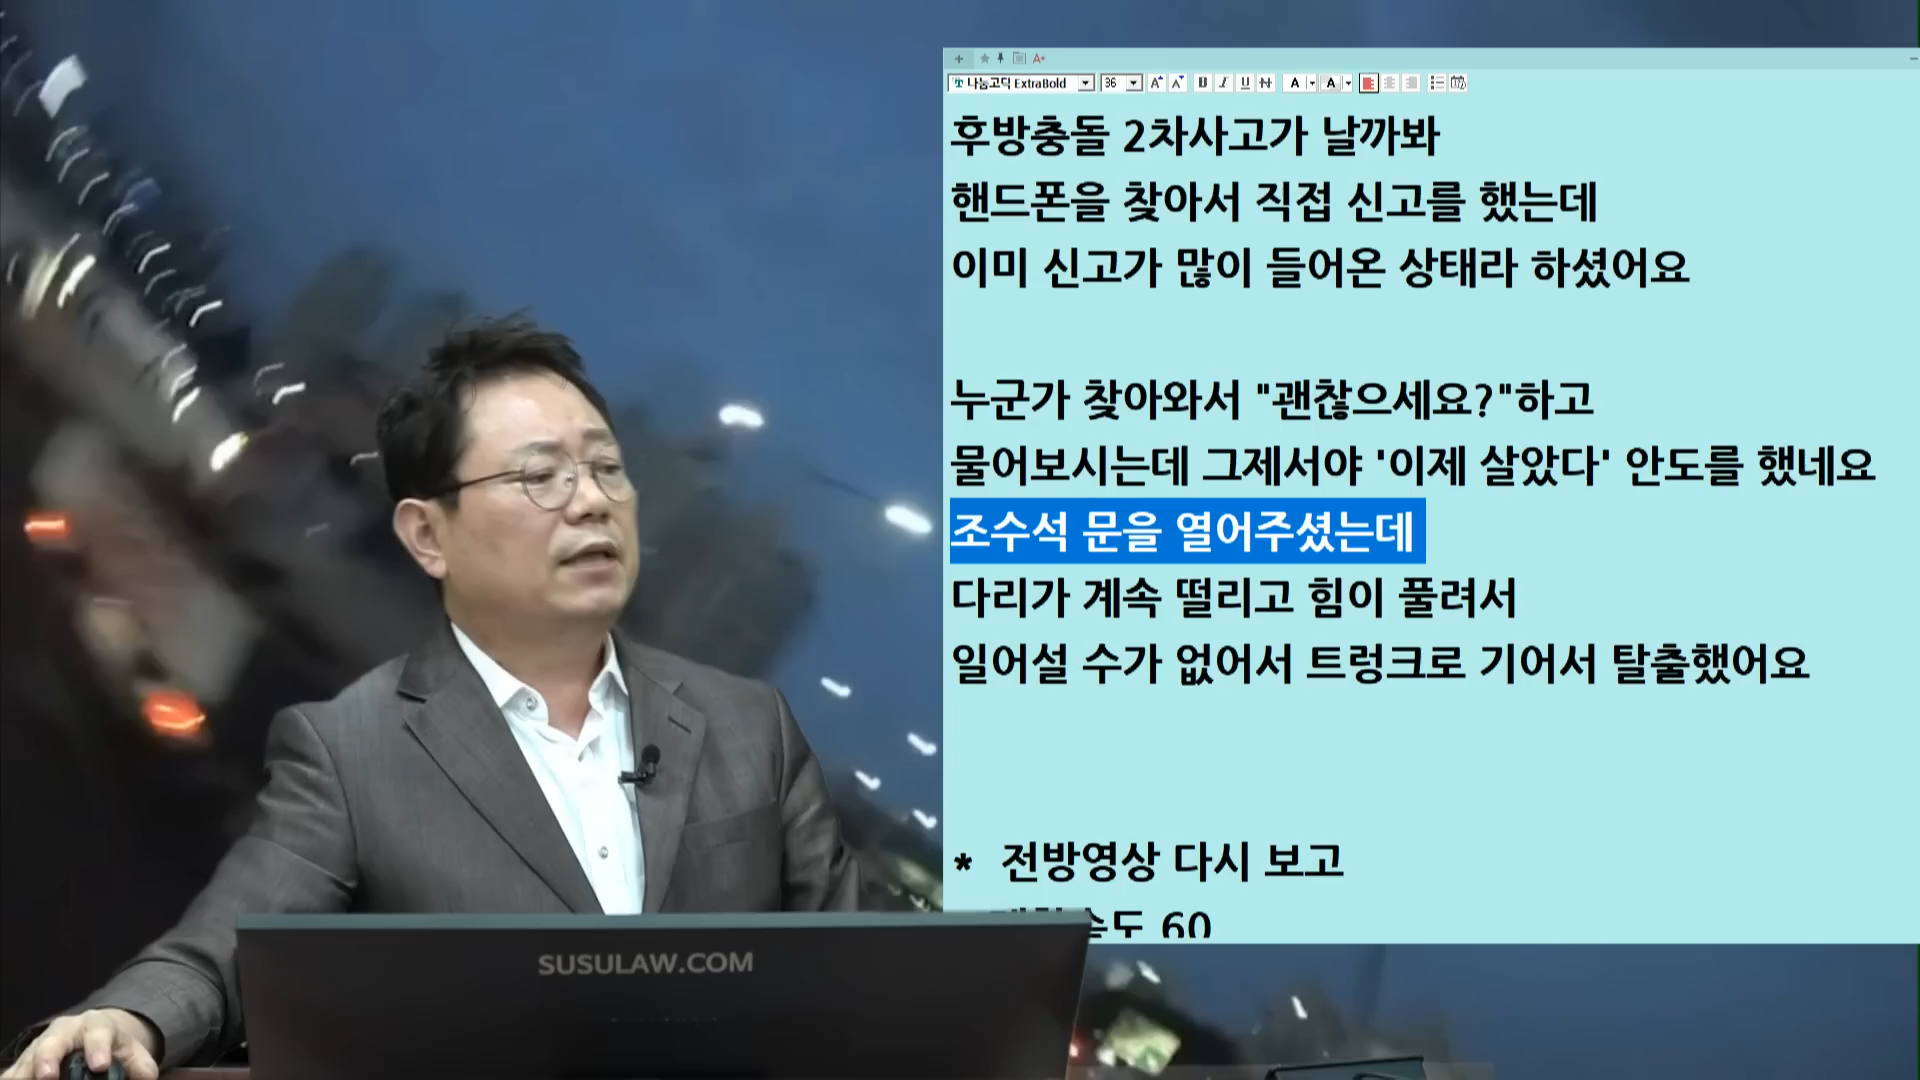 나눔고딕 ExtraBold
36
후방충돌 2차사고가 날까봐
핸드폰을 찾아서 직접 신고를 했는데
이미 신고가 많이 들어온 상태라 하셨어요
누군가 찾아와서 "괜찮으세요?"하고
물어보시는데 그제서야 '이제 살았다' 안도를 했네요
조수석 문을 열어주셨는데
다리가 계속 떨리고 힘이 풀려서
일어설 수가 없어서 트렁크로 기어서 탈출했어요
* 전방영상 다시 보고
60
SUSULAW.COM